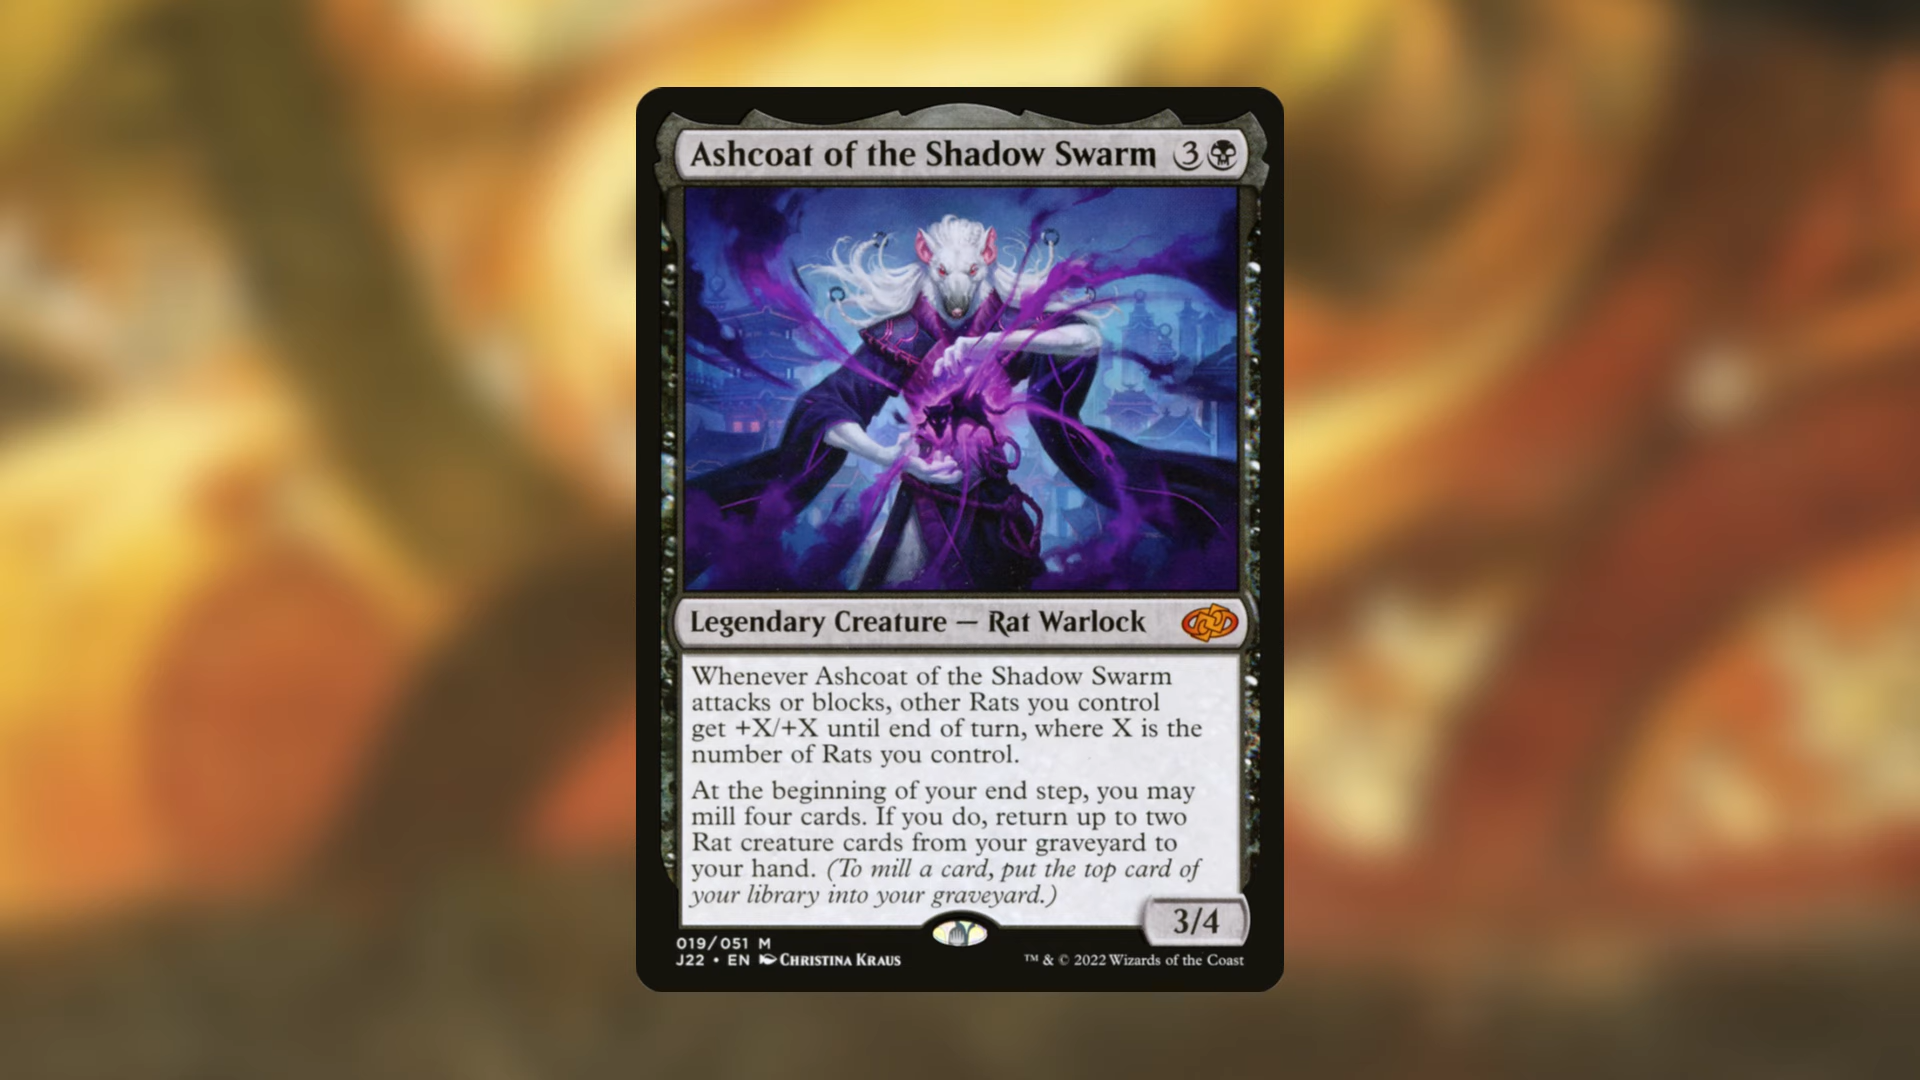 Ashcoat of the Shadow Swarm 3
Legendary Creature — Rat Warlock
Whenever Ashcoat of the Shadow Swarm
attacks or blocks, other Rats you control
get +X/+X until end of turn, where X is the
number of Rats you control.
At the beginning of your end step, you may
mill four cards. If you do, return up to two
Rat creature cards from your graveyard to
your hand. (To mill a card, put the top card of
your library into your graveyard.)
3/4
019/051 M
J22 • EN Christina Kraus
™ & © 2022 Wizards of the Coast